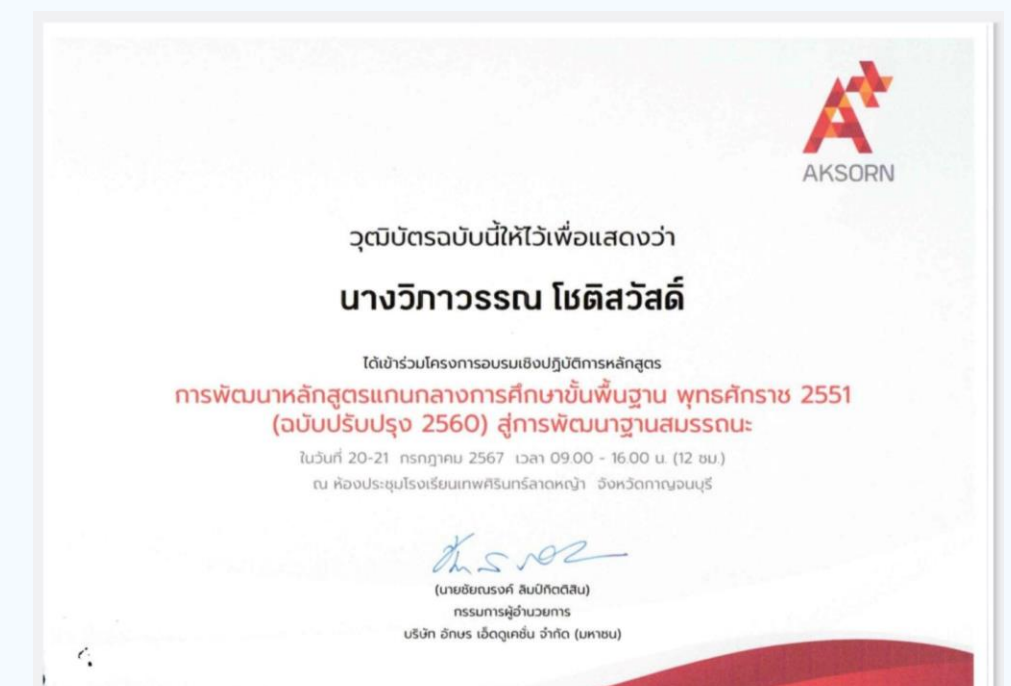 AKSORN
วุฒิบัตรฉบับนี้ให้ไว้เพื่อแสดงว่า
นางวิภาวรรณ โชติสวัสดิ์
ได้เข้าร่วมโครงการอบรมเชิงปฏิบัติการหลักสูตร
การพัฒนาหลักสูตรแกนกลางการศึกษาขั้นพื้นฐาน พุทธศักราช 2551
(ฉบับปรับปรุง 2560) สู่การพัฒนาฐานสมรรถนะ
ในวันที่ 20-21 กรกฎาคม 2567 เวลา 09.00 - 16.00 น. (12 ชม.)
ณ ห้องประชุมโรงเรียนเทพศิรินทร์ลาดหญ้า จังหวัดกาญจนบุรี
(นายชัยณรงค์ ลิมป์กิตติสิน)
กรรมการผู้อำนวยการ
บริษัท อักษร เอ็ดดูเคชั่น จำกัด (มหาชน)